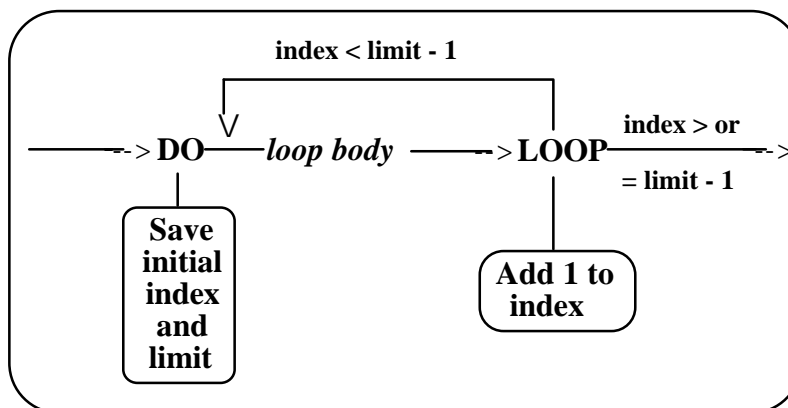 index < limit - 1
--> DO
loop body
--> LOOP
index > or
-->
= limit - 1
Save
initial
index
and
limit
Add 1 to
index